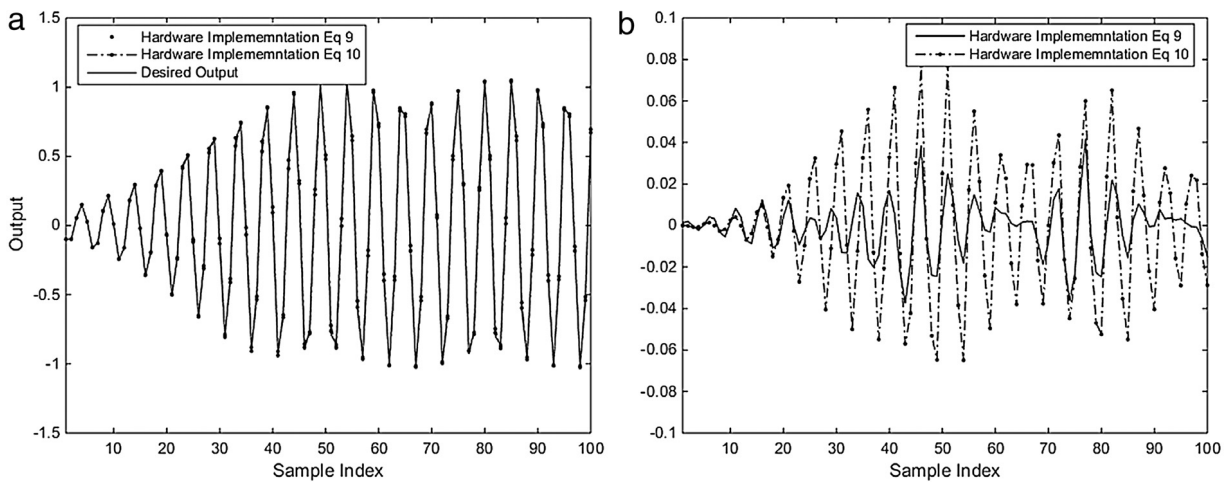 a
1.5
1
0.5
0
-0.5
-1
-1.5
Output
Hardware Implememntation Eq 9
Hardware Implememntation Eq 10
Desired Output
10 20 30 40 50 60 70 80 90 100
Sample Index
b
0.1
0.08
0.06
0.04
0.02
0
-0.02
-0.04
-0.06
-0.08
-0.1
Hardware Implememntation Eq 9
Hardware Implememntation Eq 10
10 20 30 40 50 60 70 80 90 100
Sample Index